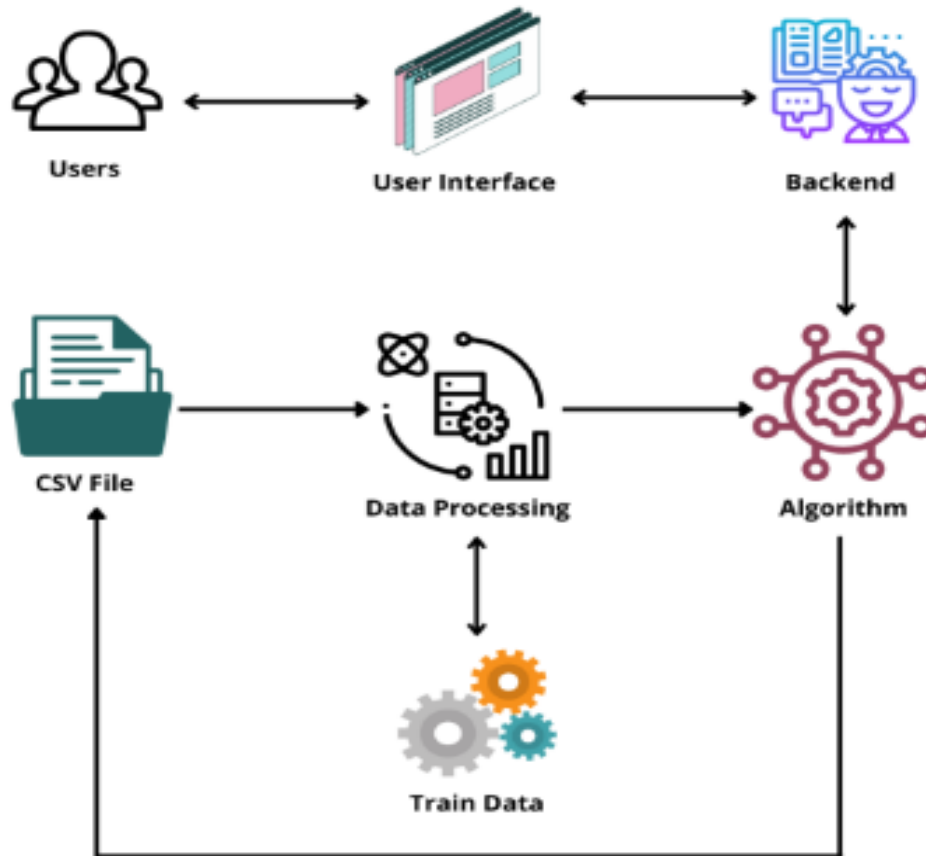 Users
User Interface
Backend
CSV File
Data Processing
Algorithm
Train Data